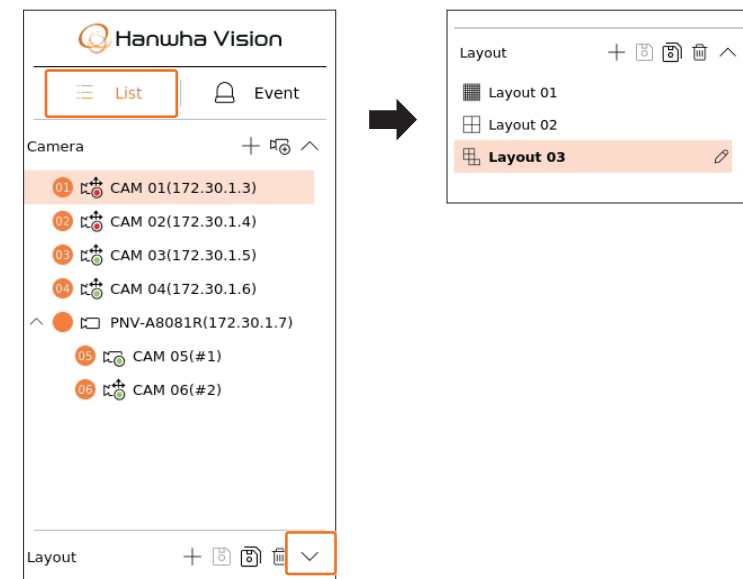 Hanwha Vision
List
Event
Camera
01 CAM 01(172.30.1.3)
02 CAM 02(172.30.1.4)
03 CAM 03(172.30.1.5)
04 CAM 04(172.30.1.6)
PNV-A8081R(172.30.1.7)
05 CAM 05(#1)
06 CAM 06(#2)
Layout
Layout
Layout 01
Layout 02
Layout 03